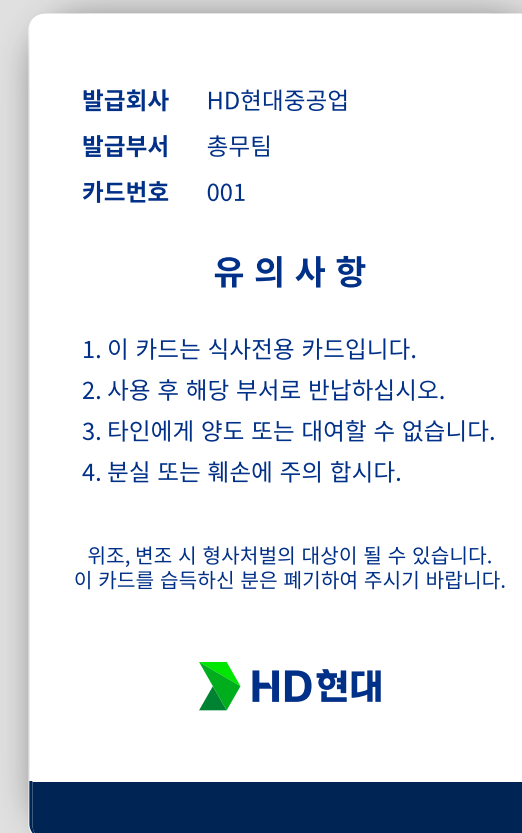 발급회사 HD현대중공업
발급부서 총무팀
카드번호 001
유의사항
1. 이 카드는 식사전용 카드입니다.
2. 사용 후 해당 부서로 반납하십시오.
3. 타인에게 양도 또는 대여할 수 없습니다.
4. 분실 또는 훼손에 주의 합시다.
위조, 변조 시 형사처벌의 대상이 될 수 있습니다.
이 카드를 습득하신 분은 폐기하여 주시기 바랍니다.
HD현대